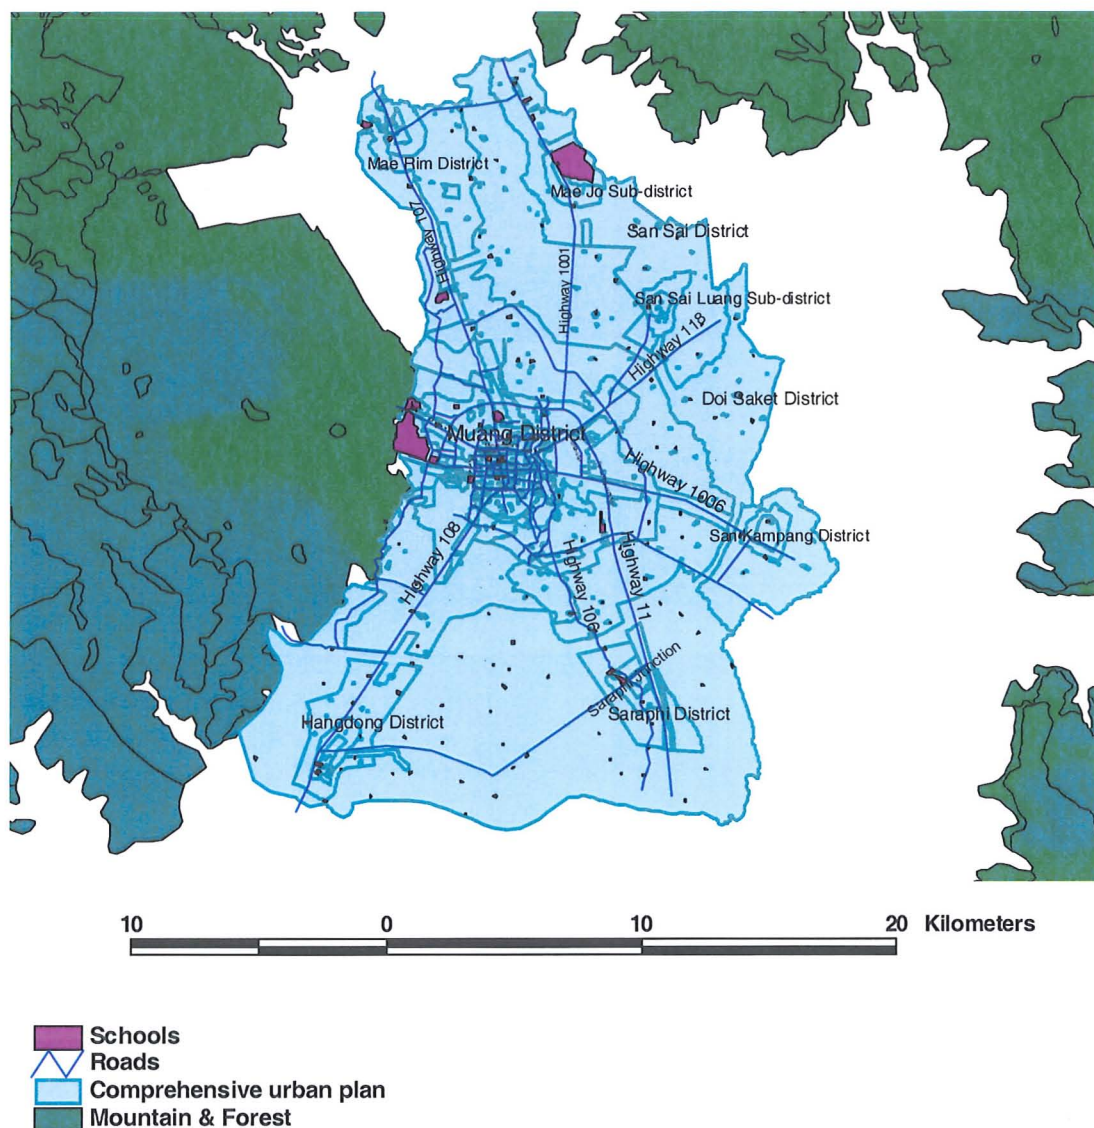 Mae Rim District
Mae Jo Sub-district
Highway 107
San Sai District
Highway 1001
San Sai Luang Sub-district
Highway 118
Doi Saket District
Muang District
Highway 1006
San Kampang District
Highway 108
Highway 106
Highway 11
Saraphi Junction
Hangdong District
Saraphi District
10 0 10 20 Kilometers
Schools
Roads
Comprehensive urban plan
Mountain & Forest